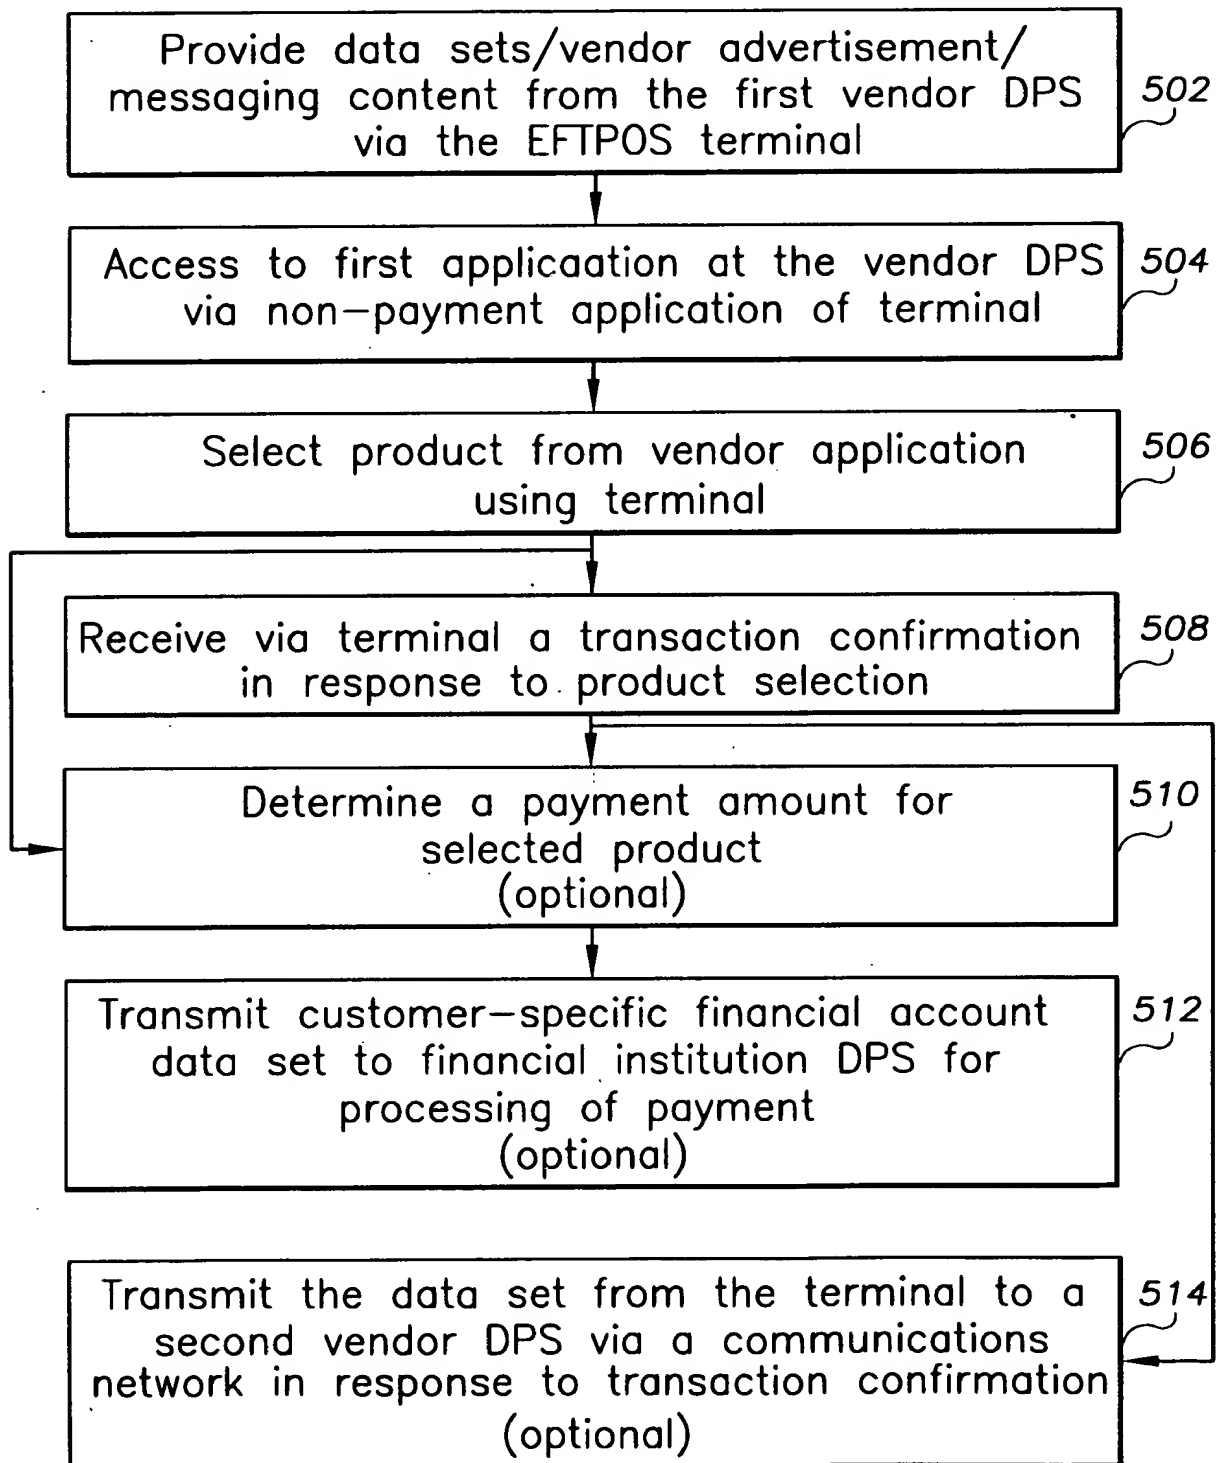 Provide data sets/vendor advertisement/
messaging content from the first vendor DPS
via the EFTPOS terminal
502
Access to first applicaation at the vendor DPS
via non-payment application of terminal
504
Select product from vendor application
using terminal
506
Receive via terminal a transaction confirmation
in response to product selection
508
Determine a payment amount for
selected product
(optional)
510
Transmit customer-specific financial account
data set to financial institution DPS for
processing of payment
(optional)
512
Transmit the data set from the terminal to a
second vendor DPS via a communications
network in response to transaction confirmation
(optional)
514